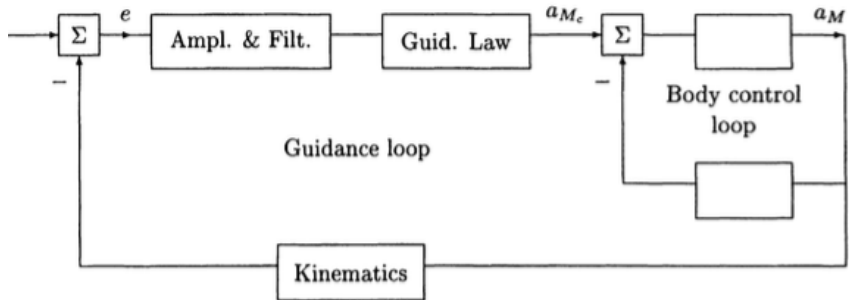 Σ
e
Ampl. & Filt.
Guid. Law
a_{M_c}
Σ
a_M
−
−
Body control
loop
Guidance loop
Kinematics